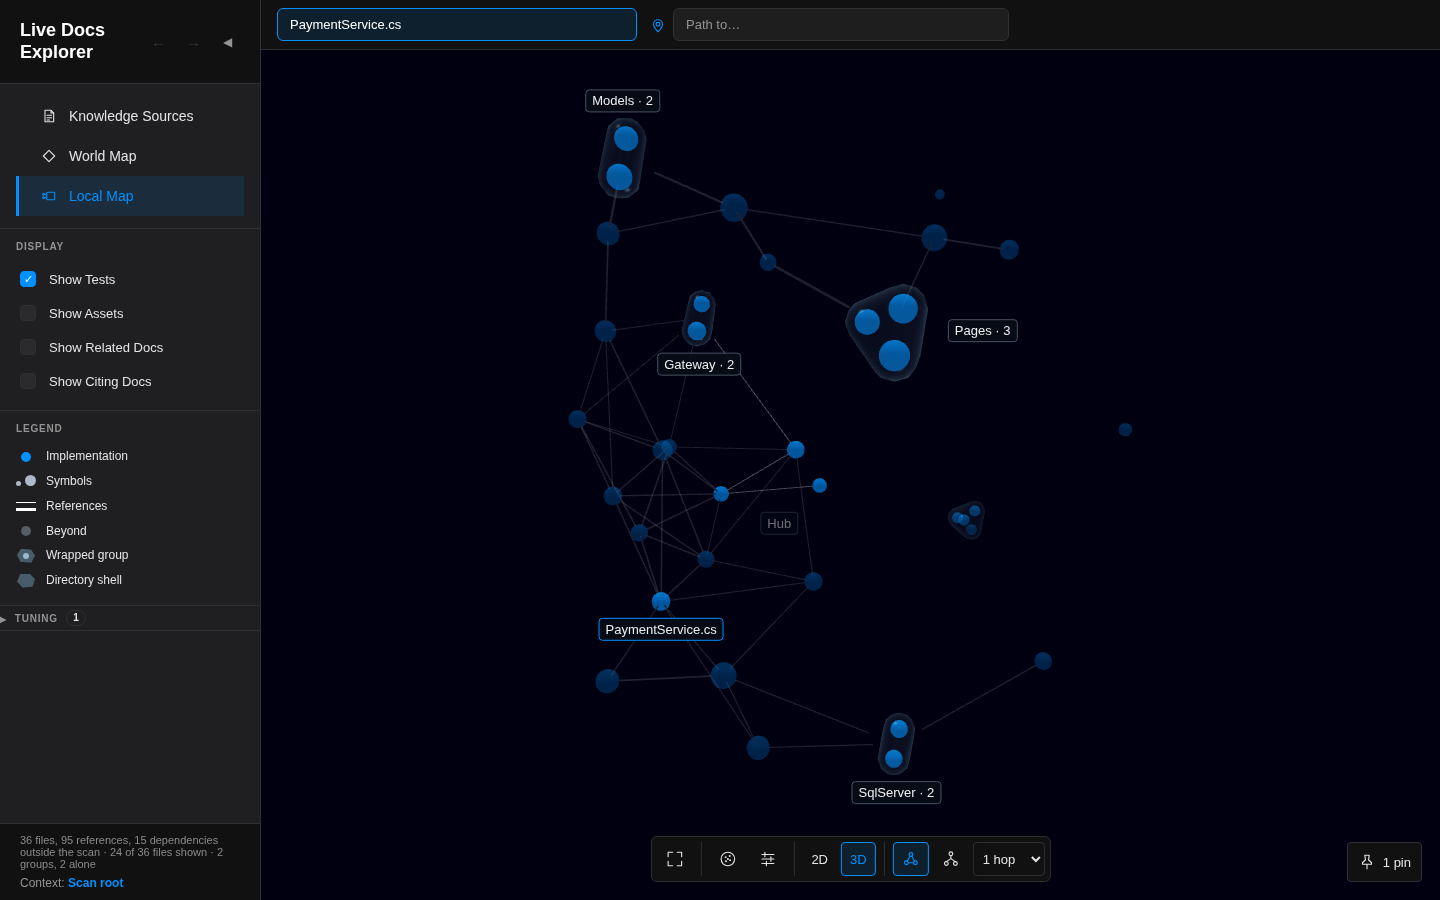 Live Docs
Explorer
PaymentService.cs
Path to…
Knowledge Sources
World Map
Local Map
DISPLAY
Show Tests
Show Assets
Show Related Docs
Show Citing Docs
LEGEND
Implementation
Symbols
References
Beyond
Wrapped group
Directory shell
TUNING 1
36 files, 95 references, 15 dependencies
outside the scan · 24 of 36 files shown · 2
groups, 2 alone
Context: Scan root
Models · 2
Gateway · 2
Pages · 3
Hub
PaymentService.cs
SqlServer · 2
2D 3D 1 hop
1 pin